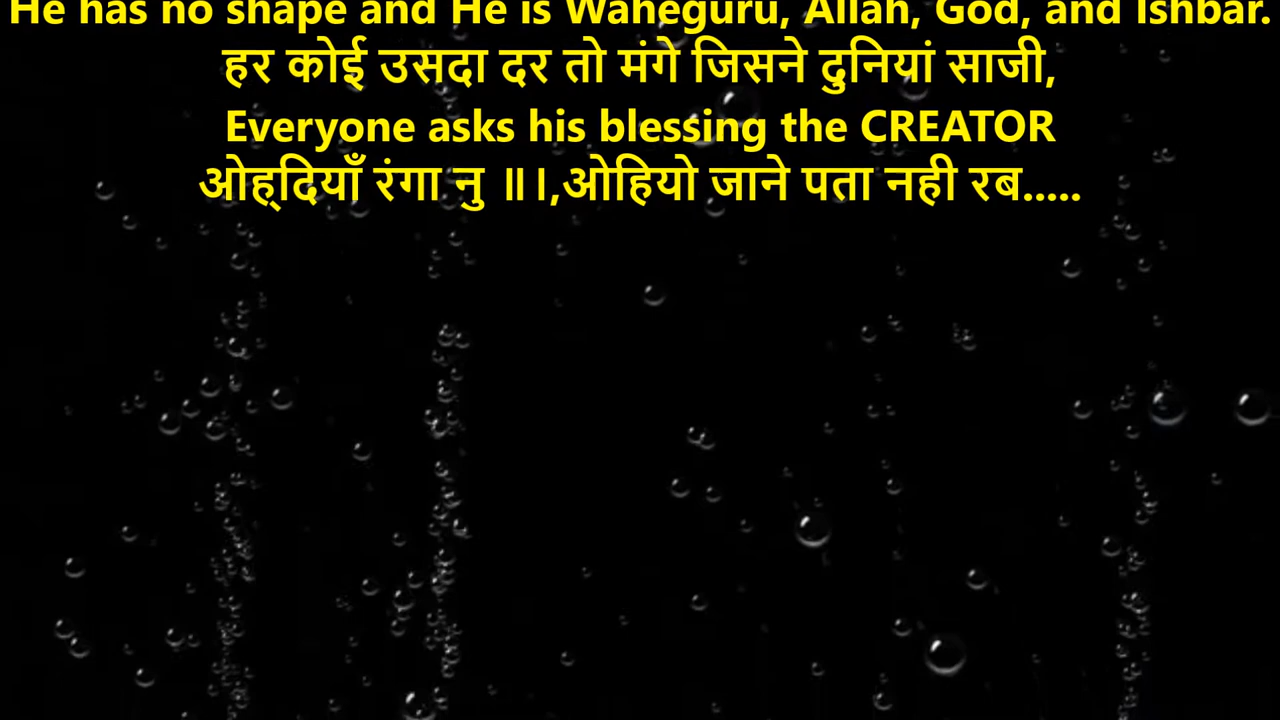 He has no shape and He is Waheguru, Allah, God, and Ishbar.
हर कोई उसदा दर तो मंगे जिसने दुनियां साजी,
Everyone asks his blessing the CREATOR
ओह्दियाँ रंगा नु ॥।,ओहियो जाने पता नही रब.....